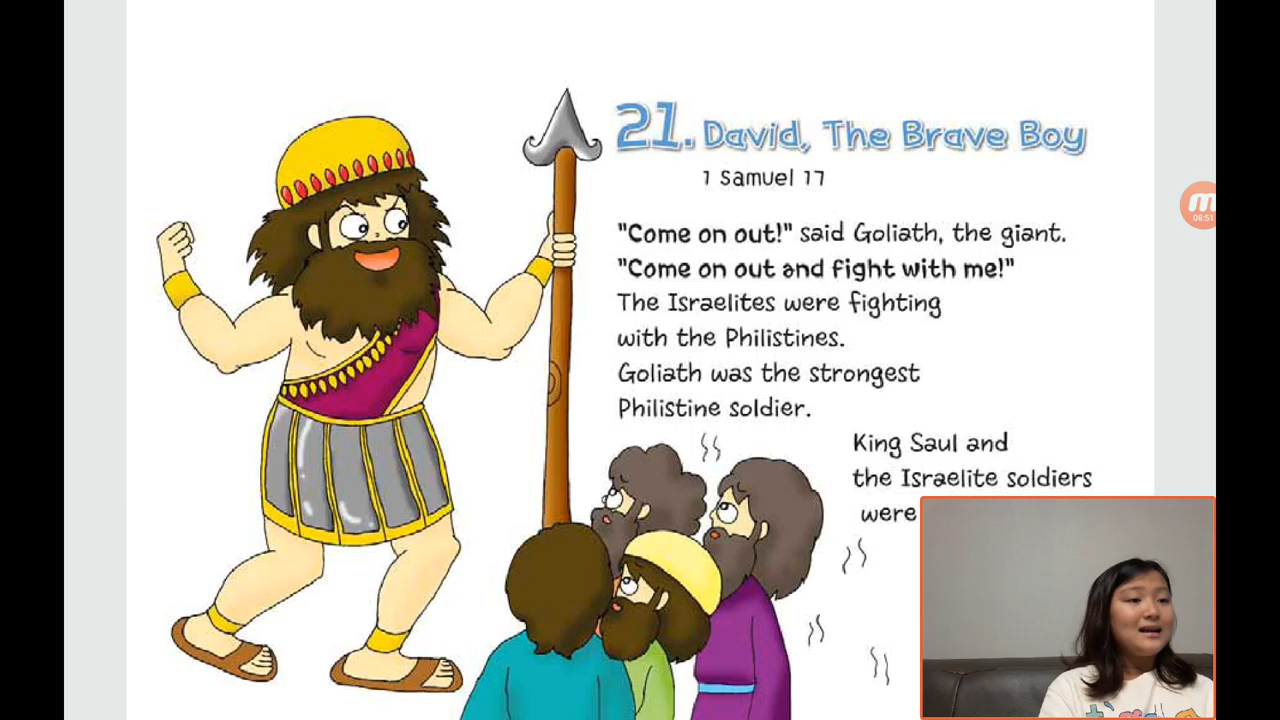 21. David, The Brave Boy
1 Samuel 17
"Come on out!" said Goliath, the giant.
"Come on out and fight with me!"
The Israelites were fighting
with the Philistines.
Goliath was the strongest
Philistine soldier.
King Saul and
the Israelite soldiers
were
M
08:51